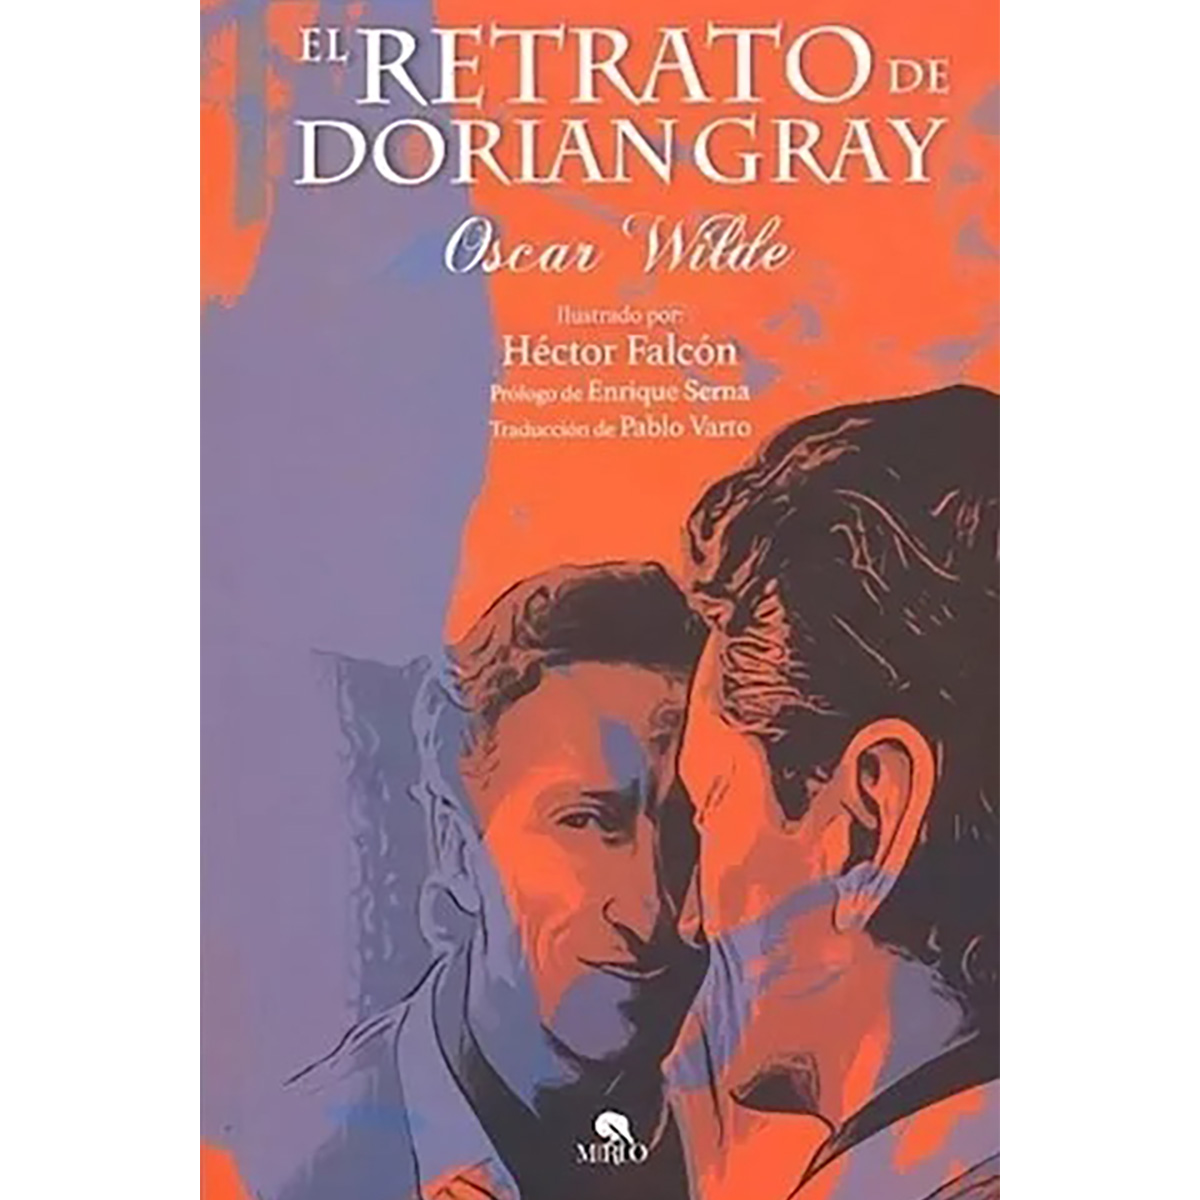 EL RETRATO DE
DORIAN GRAY
Oscar Wilde
Ilustrado por:
Héctor Falcón
Prólogo de Enrique Serna
Traducción de Pablo Varto
MIRLO